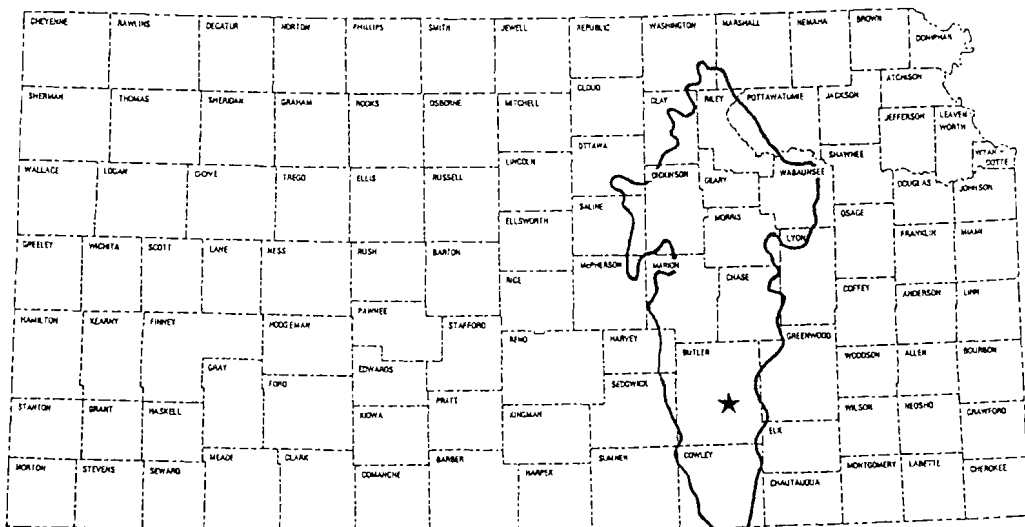 CHEYENNE RAWLINS DECATUR NORTON PHILLIPS SMITH JEWELL REPUBLIC WASHINGTON MARSHALL NEMAHA BROWN
DONIPHAN
ATCHISON
CLOUD
SHERMAN THOMAS SHERIDAN GRAHAM ROOKS OSBORNE MITCHELL CLAY RILEY POTTAWATOMIE JACKSON
JEFFERSON LEAVEN
WORTH
OTTAWA
WYAN
DOTTE
LINCOLN SHAWNEE
WALLACE LOGAN GOVE TREGO ELLIS RUSSELL DICKINSON GEARY WABAUNSEE
DOUGLAS JOHNSON
SALINE
ELLSWORTH MORRIS OSAGE
LYON FRANKLIN MIAMI
GREELEY WICHITA SCOTT LANE NESS RUSH BARTON
RICE McPHERSON MARION
CHASE
COFFEY ANDERSON LINN
HAMILTON KEARNY FINNEY HODGEMAN PAWNEE STAFFORD
RENO HARVEY GREENWOOD
BUTLER WOODSON ALLEN BOURBON
GRAY EDWARDS
FORD SEDGWICK
PRATT
STANTON GRANT HASKELL KIOWA KINGMAN WILSON NEOSHO CRAWFORD
ELK
MEADE CLARK BARBER SUMNER COWLEY
MORTON STEVENS SEWARD COMANCHE HARPER MONTGOMERY LABETTE CHEROKEE
CHAUTAUQUA